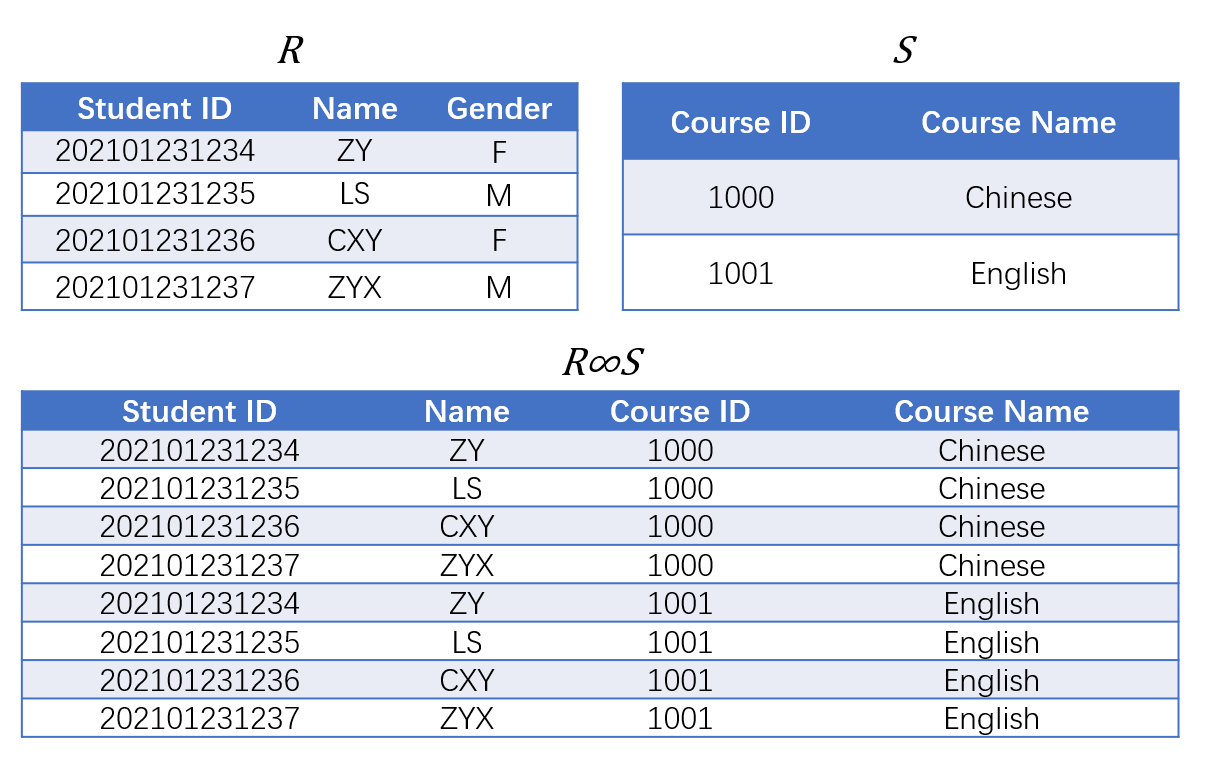 R
Student ID Name Gender
202101231234 ZY F
202101231235 LS M
202101231236 CXY F
202101231237 ZYX M
S
Course ID Course Name
1000 Chinese
1001 English
R∞S
Student ID Name Course ID Course Name
202101231234 ZY 1000 Chinese
202101231235 LS 1000 Chinese
202101231236 CXY 1000 Chinese
202101231237 ZYX 1000 Chinese
202101231234 ZY 1001 English
202101231235 LS 1001 English
202101231236 CXY 1001 English
202101231237 ZYX 1001 English